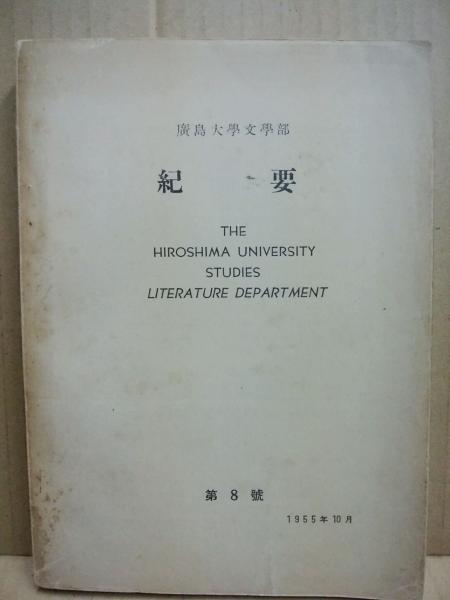 廣島大學文學部
紀 要
THE
HIROSHIMA UNIVERSITY
STUDIES
LITERATURE DEPARTMENT
第 8 號
1955年10月